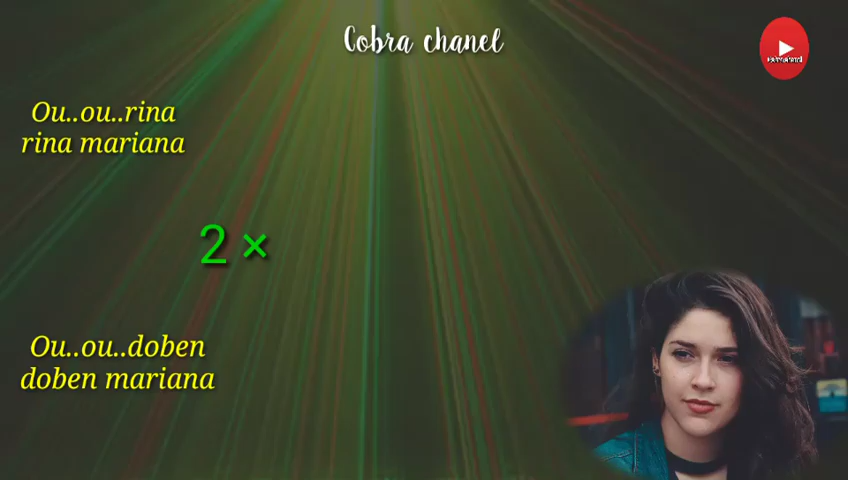 Cobra chanel
Ou..ou..rina
rina mariana
2 ×
Ou..ou..doben
doben mariana